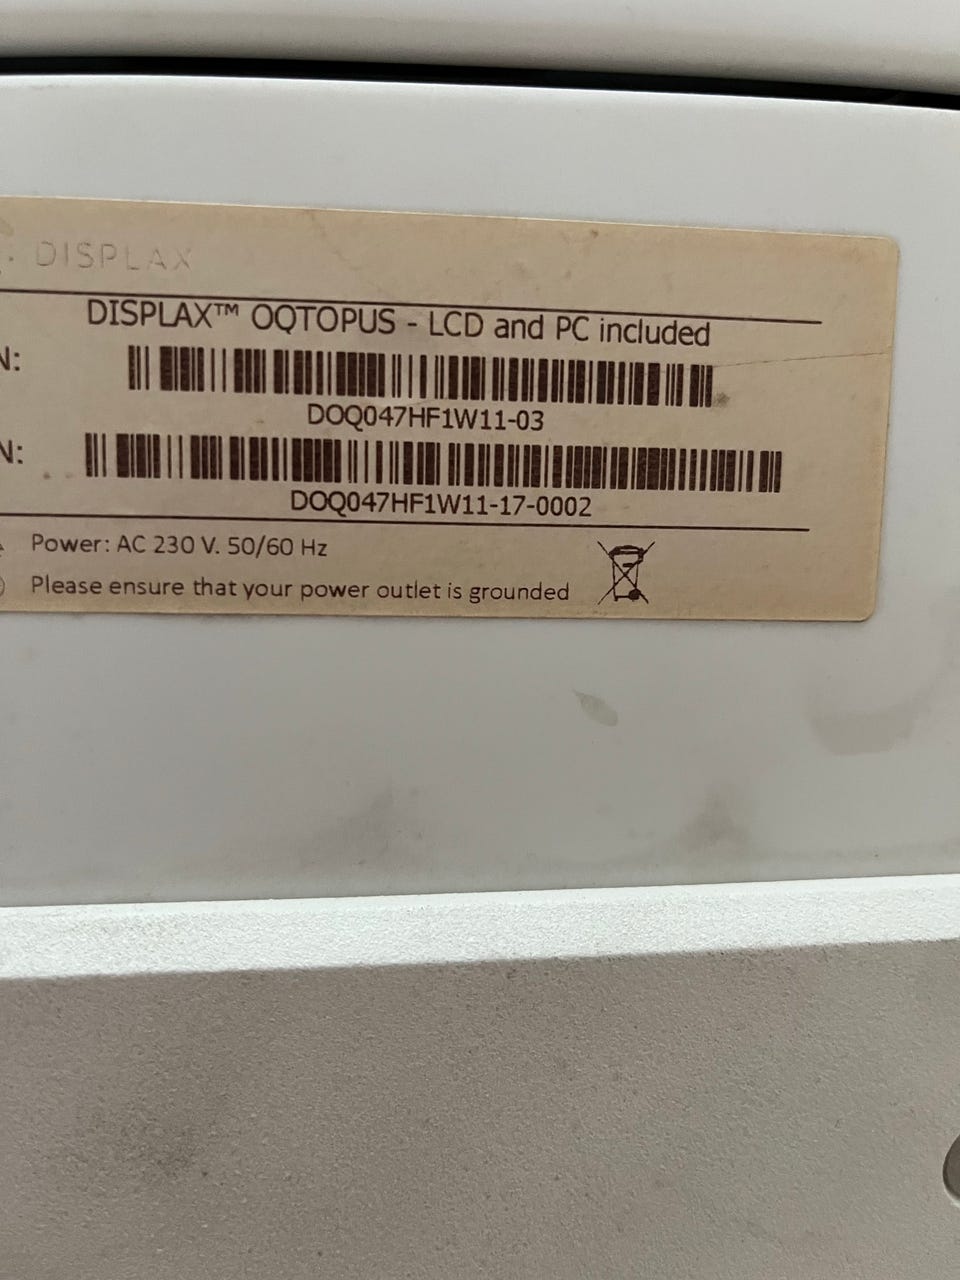 DISPLAX
DISPLAX™ OQTOPUS - LCD and PC included
N:
DOQ047HF1W11-03
N:
DOQ047HF1W11-17-0002
Power: AC 230 V. 50/60 Hz
Please ensure that your power outlet is grounded